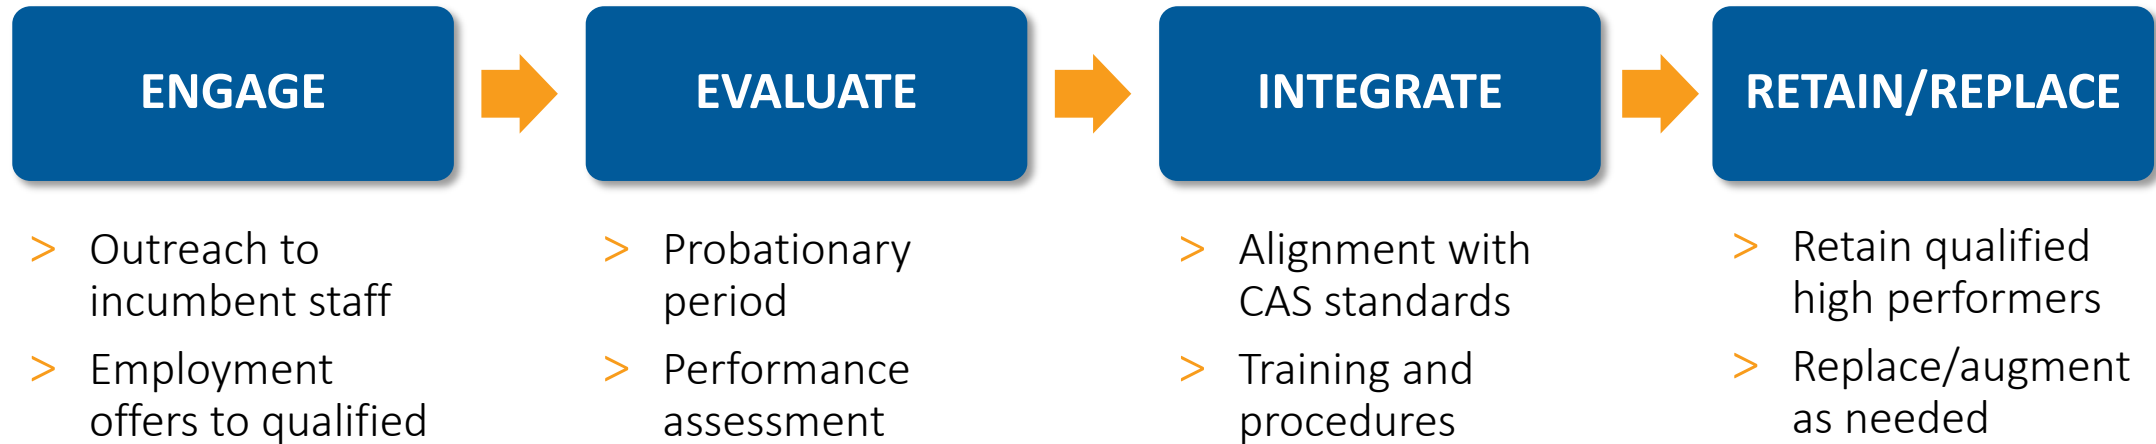 ENGAGE
> Outreach to
incumbent staff
> Employment
offers to qualified
EVALUATE
> Probationary
period
> Performance
assessment
INTEGRATE
> Alignment with
CAS standards
> Training and
procedures
RETAIN/REPLACE
> Retain qualified
high performers
> Replace/augment
as needed